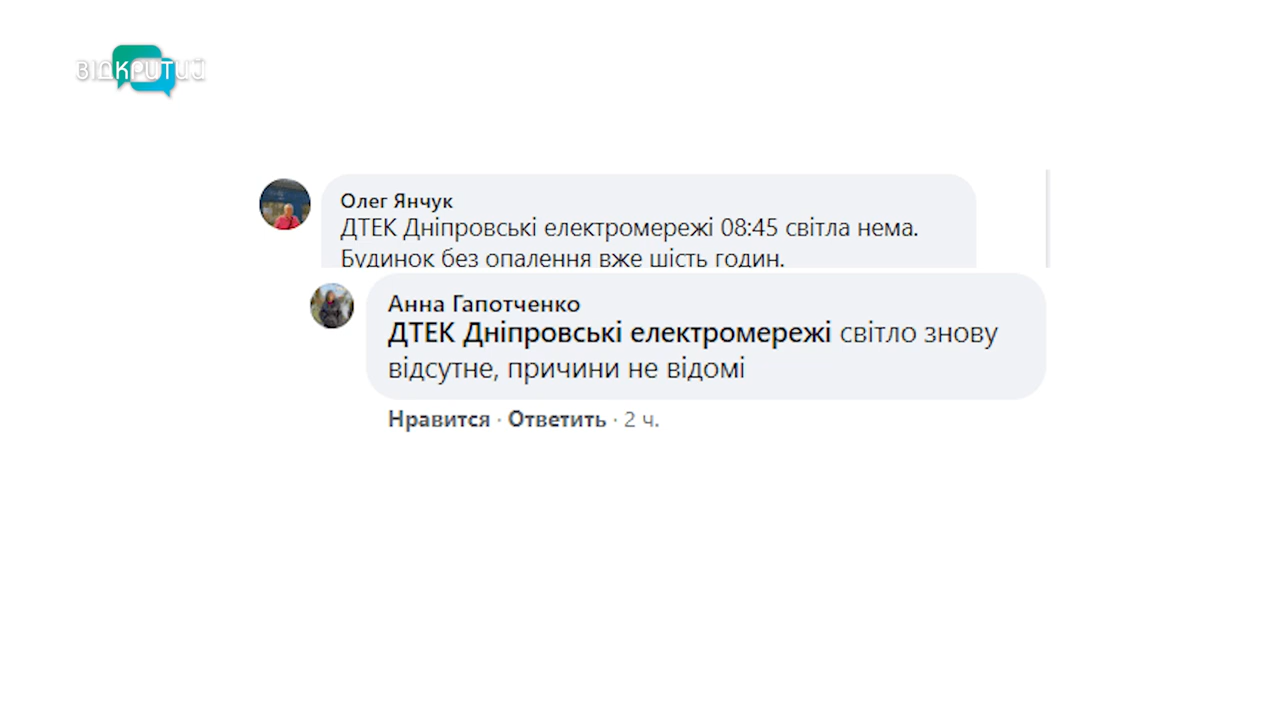 ВІДКРИТИЙ
Олег Янчук
ДТЕК Дніпровські електромережі 08:45 світла нема.
Будинок без опалення вже шість годин.
Анна Гапотченко
ДТЕК Дніпровські електромережі світло знову
відсутне, причини не відомі
Нравится · Ответить · 2 ч.